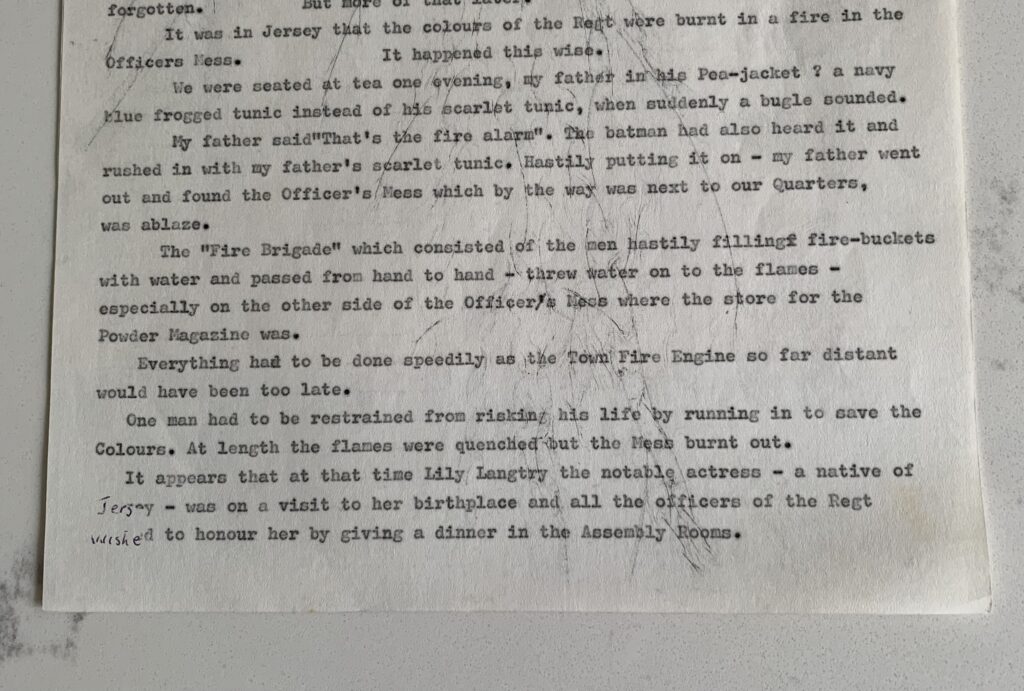 forgotten. But more of that later.
It was in Jersey that the colours of the Regt were burnt in a fire in the
Officers Mess. It happened this wise.
We were seated at tea one evening, my father in his Pea-jacket ? a navy
blue frogged tunic instead of his scarlet tunic, when suddenly a bugle sounded.
My father said"That's the fire alarm". The batman had also heard it and
rushed in with my father's scarlet tunic. Hastily putting it on - my father went
out and found the Officer's Mess which by the way was next to our Quarters,
was ablaze.
The "Fire Brigade" which consisted of the men hastily filling fire-buckets
with water and passed from hand to hand - threw water on to the flames -
especially on the other side of the Officer's Mess where the store for the
Powder Magazine was.
Everything had to be done speedily as the Town Fire Engine so far distant
would have been too late.
One man had to be restrained from risking his life by running in to save the
Colours. At length the flames were quenched but the Mess burnt out.
It appears that at that time Lily Langtry the notable actress - a native of
Jersey - was on a visit to her birthplace and all the officers of the Regt
wished to honour her by giving a dinner in the Assembly Rooms.